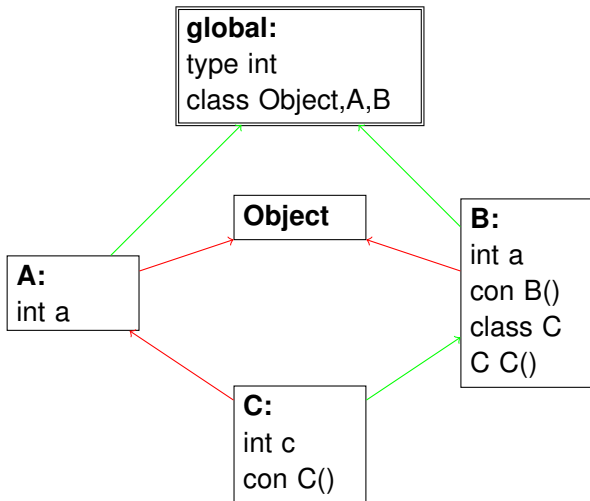 global:
type int
class Object,A,B
Object
A:
int a
B:
int a
con B()
class C
C C()
C:
int c
con C()